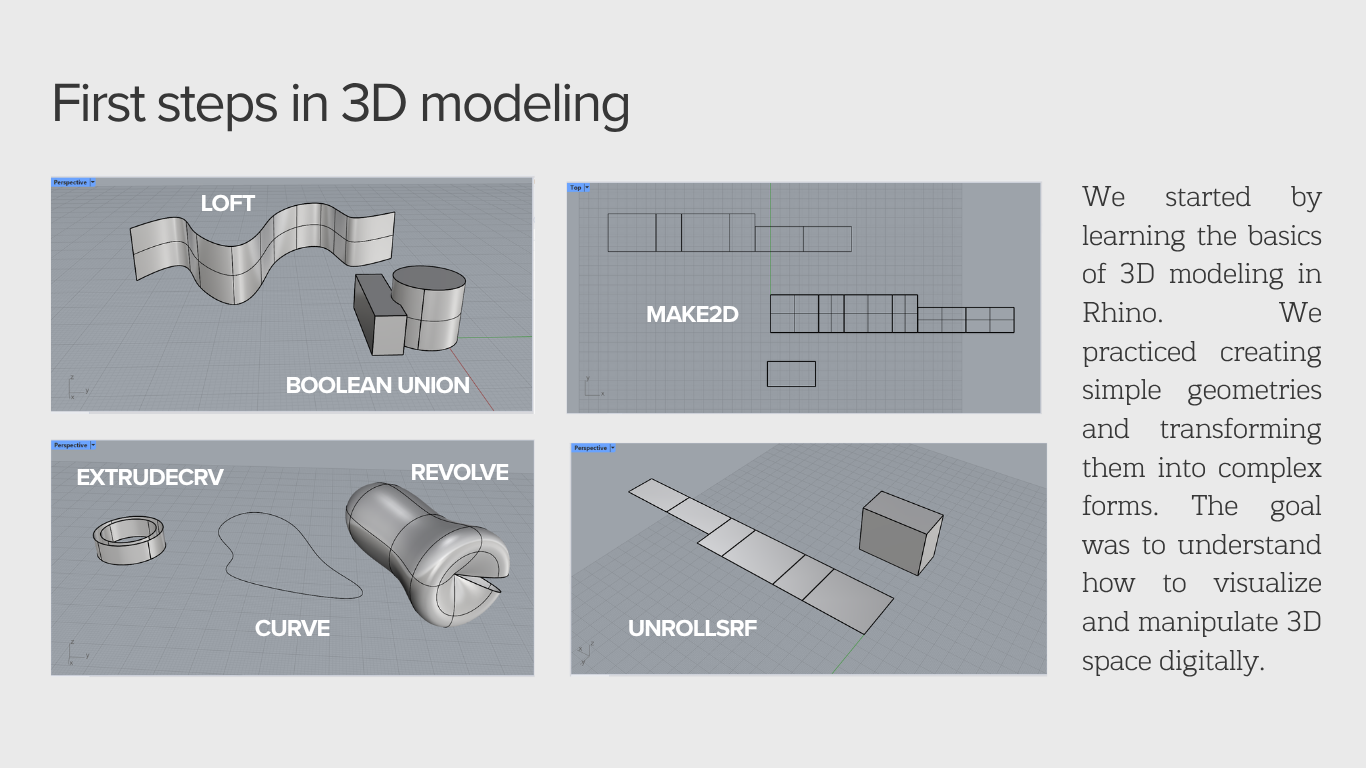 First steps in 3D modeling
Perspective
LOFT
BOOLEAN UNION
z
y
x
Top
MAKE2D
y
x
Perspective
EXTRUDECRV
REVOLVE
CURVE
z
y
x
Perspective
UNROLLSRF
z
x
y
We started by
learning the basics
of 3D modeling in
Rhino. We
practiced creating
simple geometries
and transforming
them into complex
forms. The goal
was to understand
how to visualize
and manipulate 3D
space digitally.